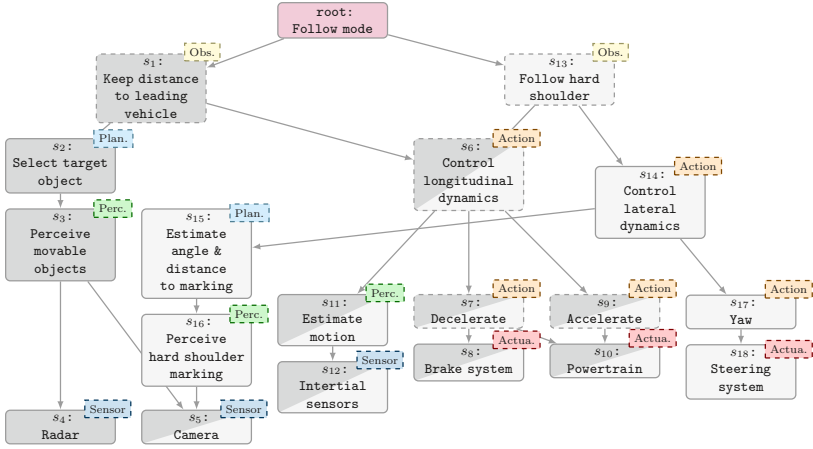 root:
Follow mode
Obs.
s1:
Keep distance
to leading
vehicle
Obs.
s13:
Follow hard
shoulder
Plan.
s2:
Select target
object
Action
s6:
Control
longitudinal
dynamics
Action
s14:
Control
lateral
dynamics
Perc.
s3:
Perceive
movable
objects
Plan.
s15:
Estimate
angle &
distance
to marking
Perc.
s11:
Estimate
motion
Action
s7:
Decelerate
Action
s9:
Accelerate
Action
s17:
Yaw
Perc.
s16:
Perceive
hard shoulder
marking
Sensor
s12:
Intertial
sensors
Actua.
s8:
Brake system
Actua.
s10:
Powertrain
Actua.
s18:
Steering
system
Sensor
s4:
Radar
Sensor
s5:
Camera